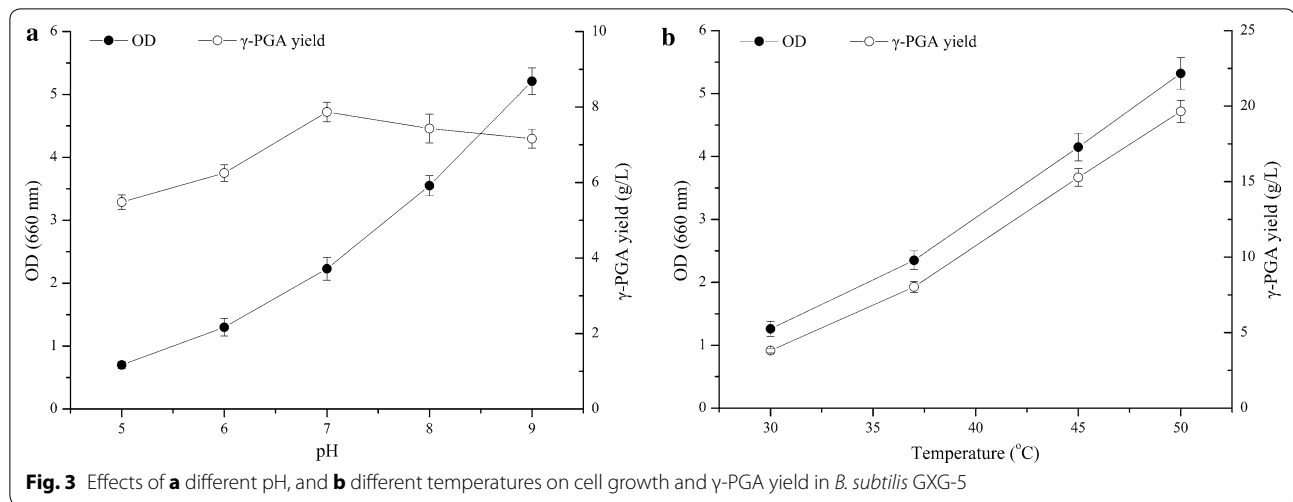 a
OD
γ-PGA yield
OD (660 nm)
6
5
4
3
2
1
0
10
8
6
4
2
0
γ-PGA yield (g/L)
5 6 7 8 9
pH
b
OD
γ-PGA yield
OD (660 nm)
6
5
4
3
2
1
0
25
20
15
10
5
0
γ-PGA yield (g/L)
30 35 40 45 50
Temperature (°C)
Fig. 3 Effects of a different pH, and b different temperatures on cell growth and γ-PGA yield in B. subtilis GXG-5